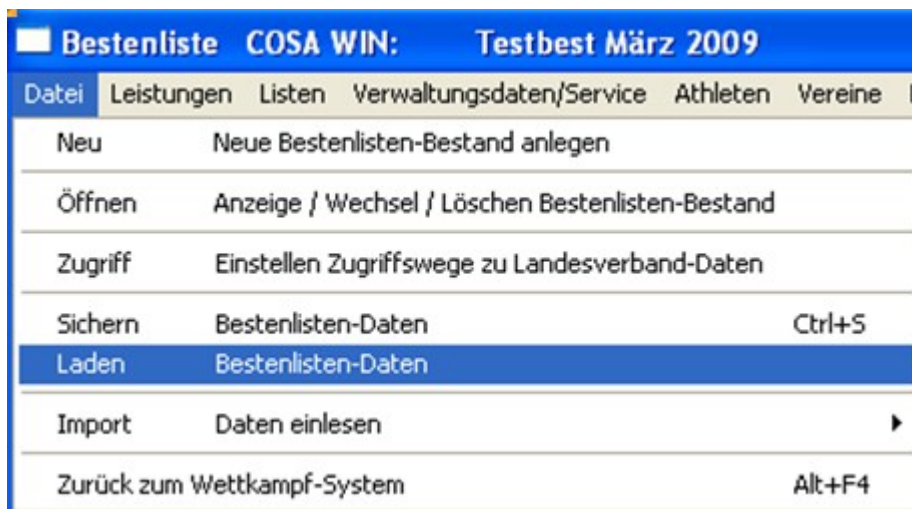 Bestenliste COSA WIN: Testbest März 2009
Datei Leistungen Listen Verwaltungsdaten/Service Athleten Vereine
Neu Neue Bestenlisten-Bestand anlegen
Öffnen Anzeige / Wechsel / Löschen Bestenlisten-Bestand
Zugriff Einstellen Zugriffswege zu Landesverband-Daten
Sichern Bestenlisten-Daten Ctrl+S
Laden Bestenlisten-Daten
Import Daten einlesen
Zurück zum Wettkampf-System Alt+F4